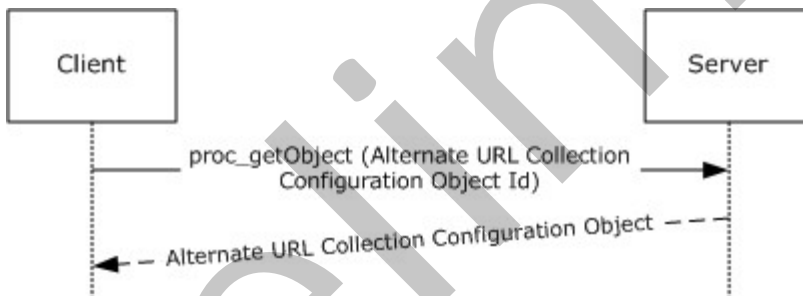 Client
Server
proc_getObject (Alternate URL Collection
Configuration Object Id)
Alternate URL Collection Configuration Object